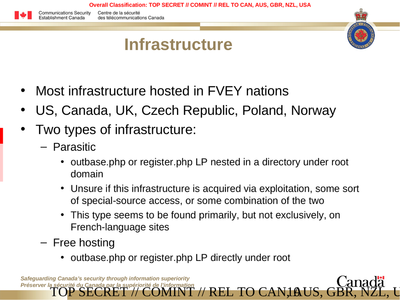 Overall Classification: TOP SECRET // COMINT // REL TO CAN, AUS, GBR, NZL, USA
Communications Security Establishment Canada
Centre de la sécurité des télécommunications Canada
Infrastructure
• Most infrastructure hosted in FVEY nations
• US, Canada, UK, Czech Republic, Poland, Norway
• Two types of infrastructure:
– Parasitic
• outbase.php or register.php LP nested in a directory under root
domain
• Unsure if this infrastructure is acquired via exploitation, some sort
of special-source access, or some combination of the two
• This type seems to be found primarily, but not exclusively, on
French-language sites
– Free hosting
• outbase.php or register.php LP directly under root
Safeguarding Canada's security through information superiority
Préserver la sécurité du Canada par la supériorité de l'information
Canada
TOP SECRET // COMINT // REL TO CAN, AUS, GBR, NZL, U